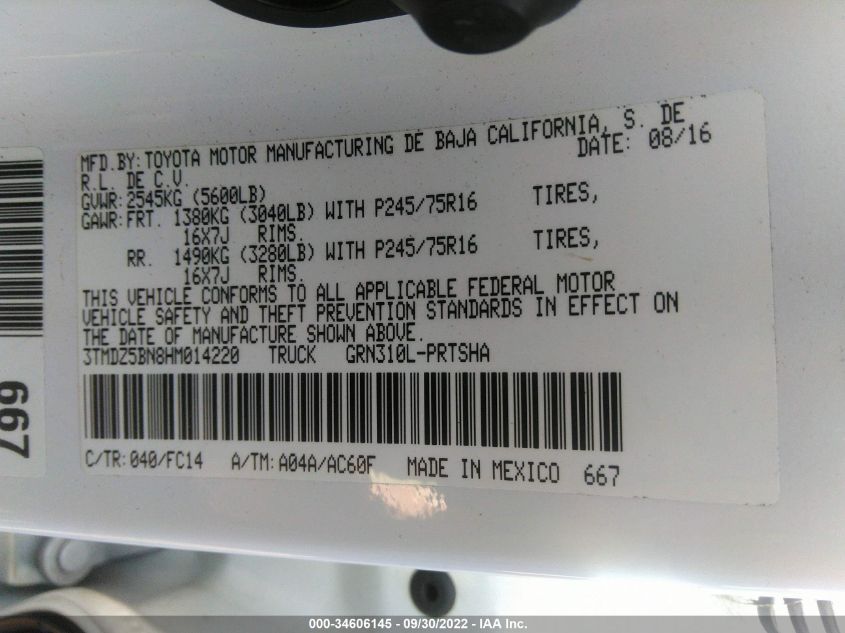 MFD.BY:TOYOTA MOTOR MANUFACTURING DE BAJA CALIFORNIA, S. DE
R.L. DE C.V. DATE: 08/16
GVWR:2545KG (5600LB)
GAWR:FRT. 1380KG (3040LB) WITH P245/75R16 TIRES,
16X7J RIMS.
RR. 1490KG (3280LB) WITH P245/75R16 TIRES,
16X7J RIMS.
THIS VEHICLE CONFORMS TO ALL APPLICABLE FEDERAL MOTOR
VEHICLE SAFETY AND THEFT PREVENTION STANDARDS IN EFFECT ON
THE DATE OF MANUFACTURE SHOWN ABOVE.
3TMDZ5BN8HM014220 TRUCK GRN310L-PRTSHA
C/TR:040/FC14 A/TM:A04A/AC60F MADE IN MEXICO 667
667
000-34606145 - 09/30/2022 - IAA Inc.